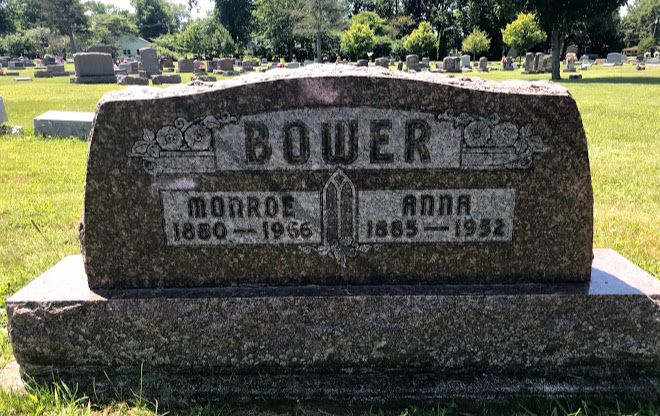 BOWER
MONROE
1880 — 1966
ANNA
1885 — 1952